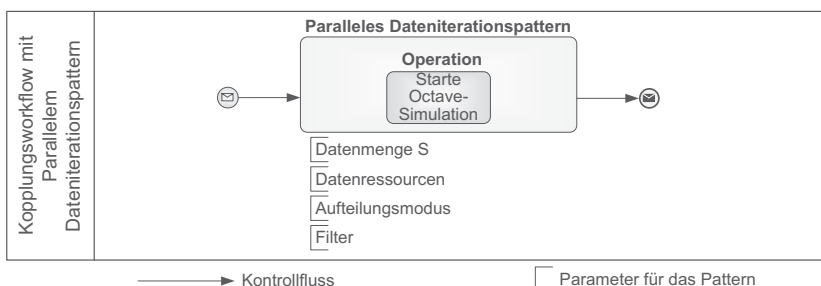 Kopplungsworkflow mit
Parallelem
Dateniterationspattern
Paralleles Dateniterationspattern
Operation
Starte
Octave-
Simulation
Datenmenge S
Datenressourcen
Aufteilungsmodus
Filter
Kontrollfluss
Parameter für das Pattern